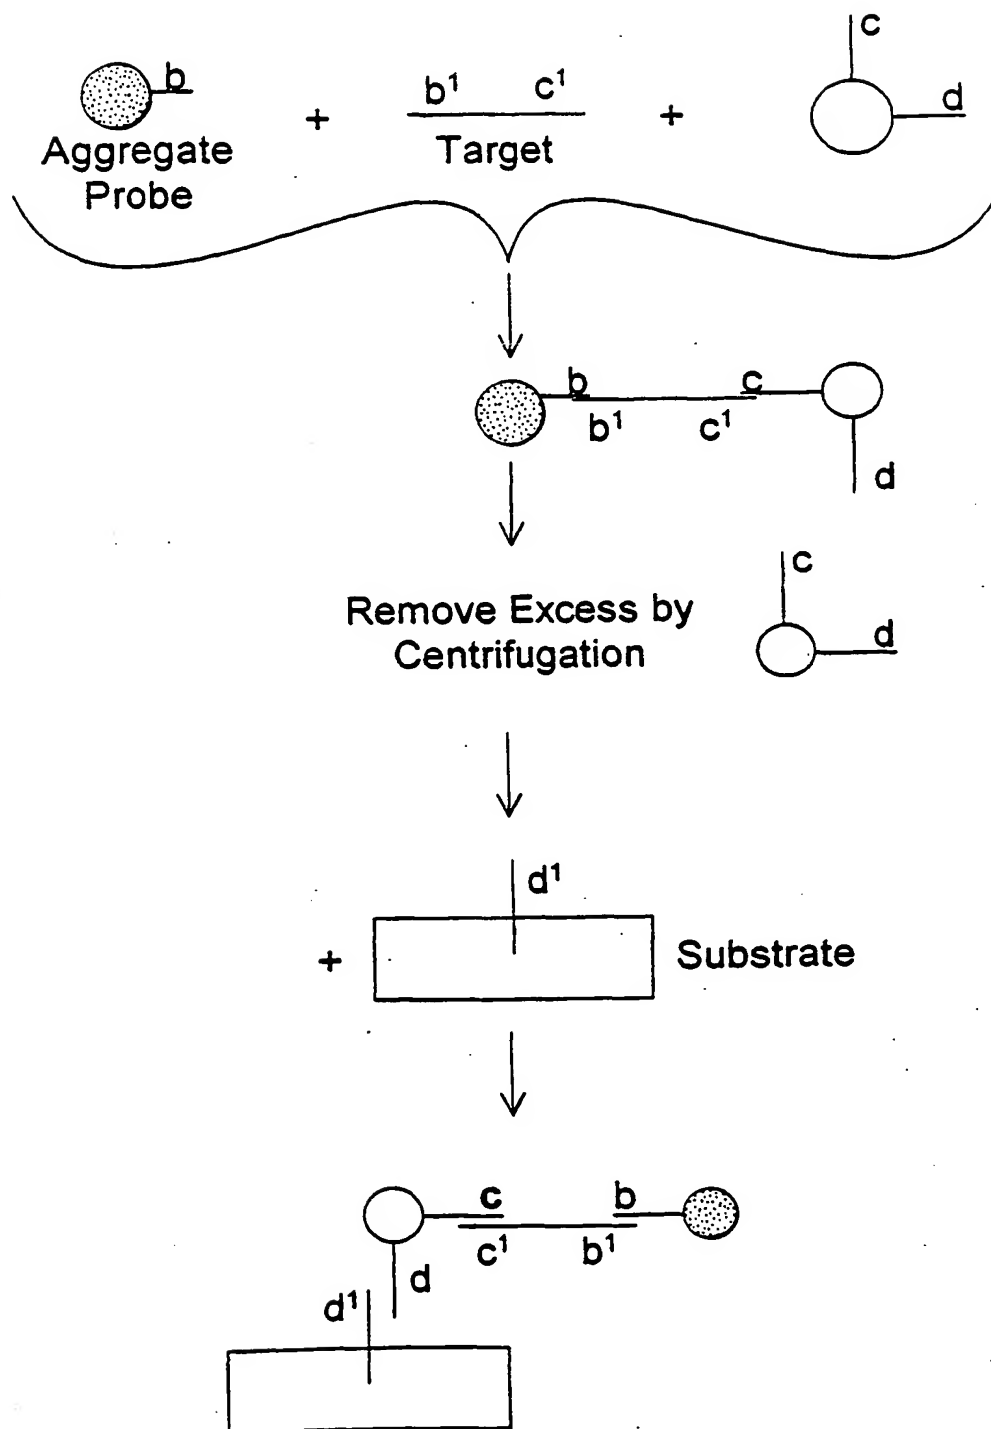 c
b
+
b¹ c¹
+
d
Aggregate
Probe
Target
b
c
b¹
c¹
d
Remove Excess by
Centrifugation
c
d
d¹
+
Substrate
c
b
c¹
b¹
d
d¹